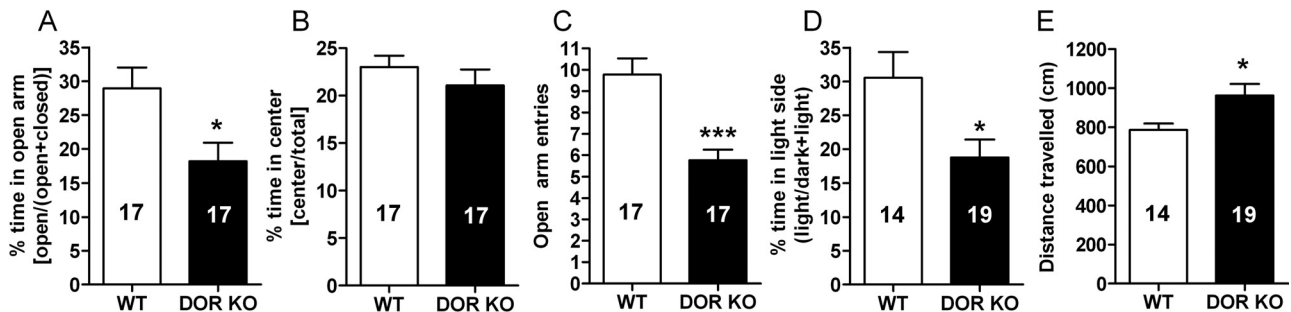 A
% time in open arm
[open/(open+closed)]
35
30
25
20
15
10
5
0
*
17
17
WT
DOR KO
B
% time in center
[center/total]
25
20
15
10
5
0
17
17
WT
DOR KO
C
Open arm entries
11
10
9
8
7
6
5
4
3
2
1
0
***
17
17
WT
DOR KO
D
% time in light side
(light/dark+light)
35
30
25
20
15
10
5
0
*
14
19
WT
DOR KO
E
Distance travelled (cm)
1200
1000
800
600
400
200
0
*
14
19
WT
DOR KO